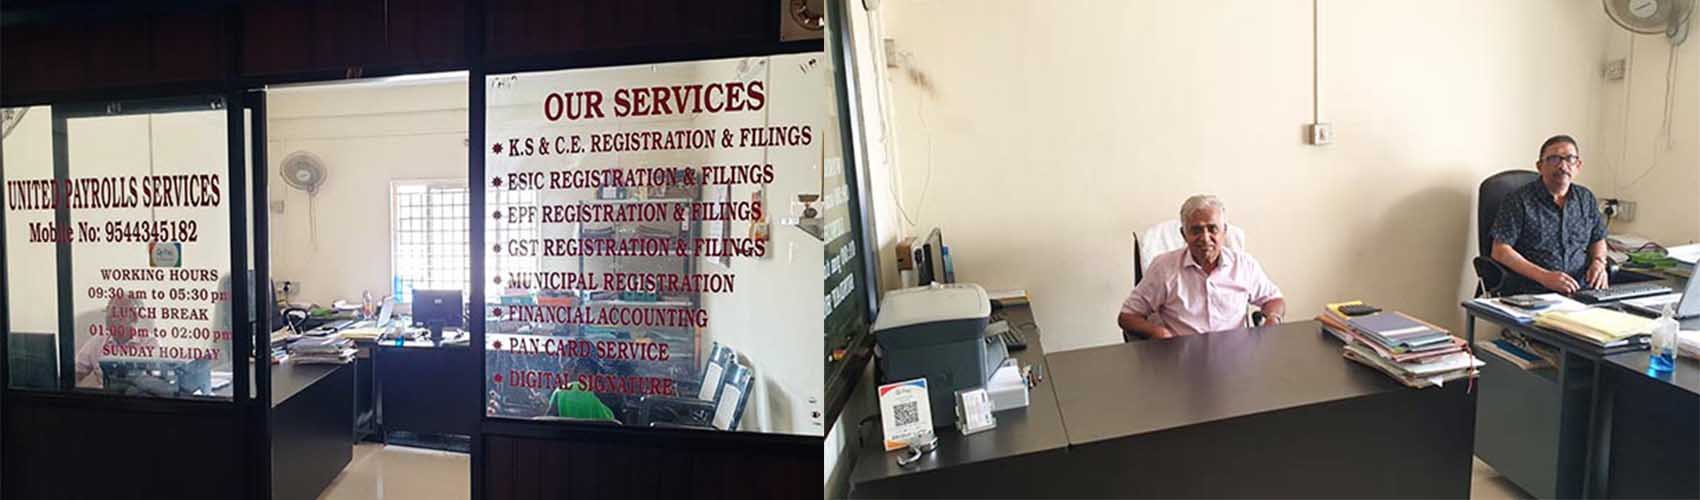 UNITED PAYROLLS SERVICES
Mobile No: 9544345182
WORKING HOURS
09:30 am to 05:30 pm
LUNCH BREAK
01:00 pm to 02:00 pm
SUNDAY HOLIDAY
OUR SERVICES
K.S & C.E. REGISTRATION & FILINGS
ESIC REGISTRATION & FILINGS
EPF REGISTRATION & FILINGS
GST REGISTRATION & FILINGS
MUNICIPAL REGISTRATION
FINANCIAL ACCOUNTING
PAN CARD SERVICE
DIGITAL SIGNATURE